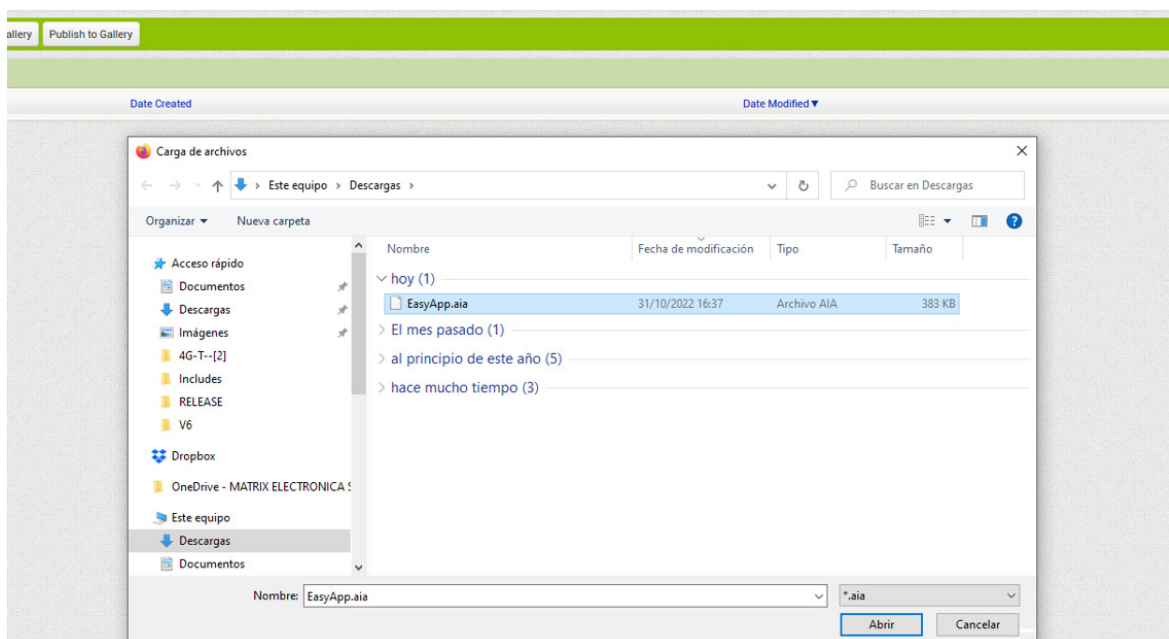 allery Publish to Gallery
Date Created Date Modified ▼
Carga de archivos
Este equipo > Descargas >
Buscar en Descargas
Organizar Nueva carpeta
Nombre Fecha de modificación Tipo Tamaño
Acceso rápido
Documentos
Descargas
Imágenes
4G-T--[2]
Includes
RELEASE
V6
Dropbox
OneDrive - MATRIX ELECTRONICA S
Este equipo
Descargas
Documentos
hoy (1)
EasyApp.aia 31/10/2022 16:37 Archivo AIA 383 KB
El mes pasado (1)
al principio de este año (5)
hace mucho tiempo (3)
Nombre: EasyApp.aia *.aia
Abrir Cancelar